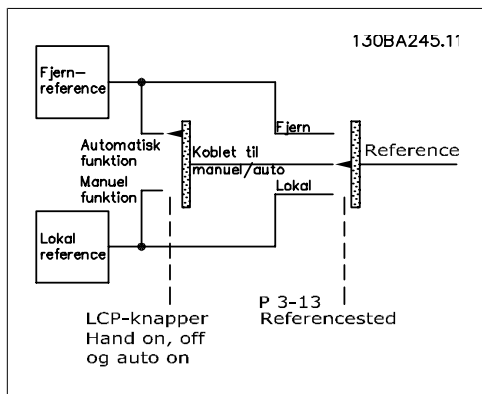 130BA245.11
Fjern-
reference
Fjern
Automatisk
funktion
Koblet til
manuel/auto
Reference
Manuel
funktion
Lokal
Lokal
reference
LCP-knapper
Hand on, off
og auto on
P 3-13
Referencested